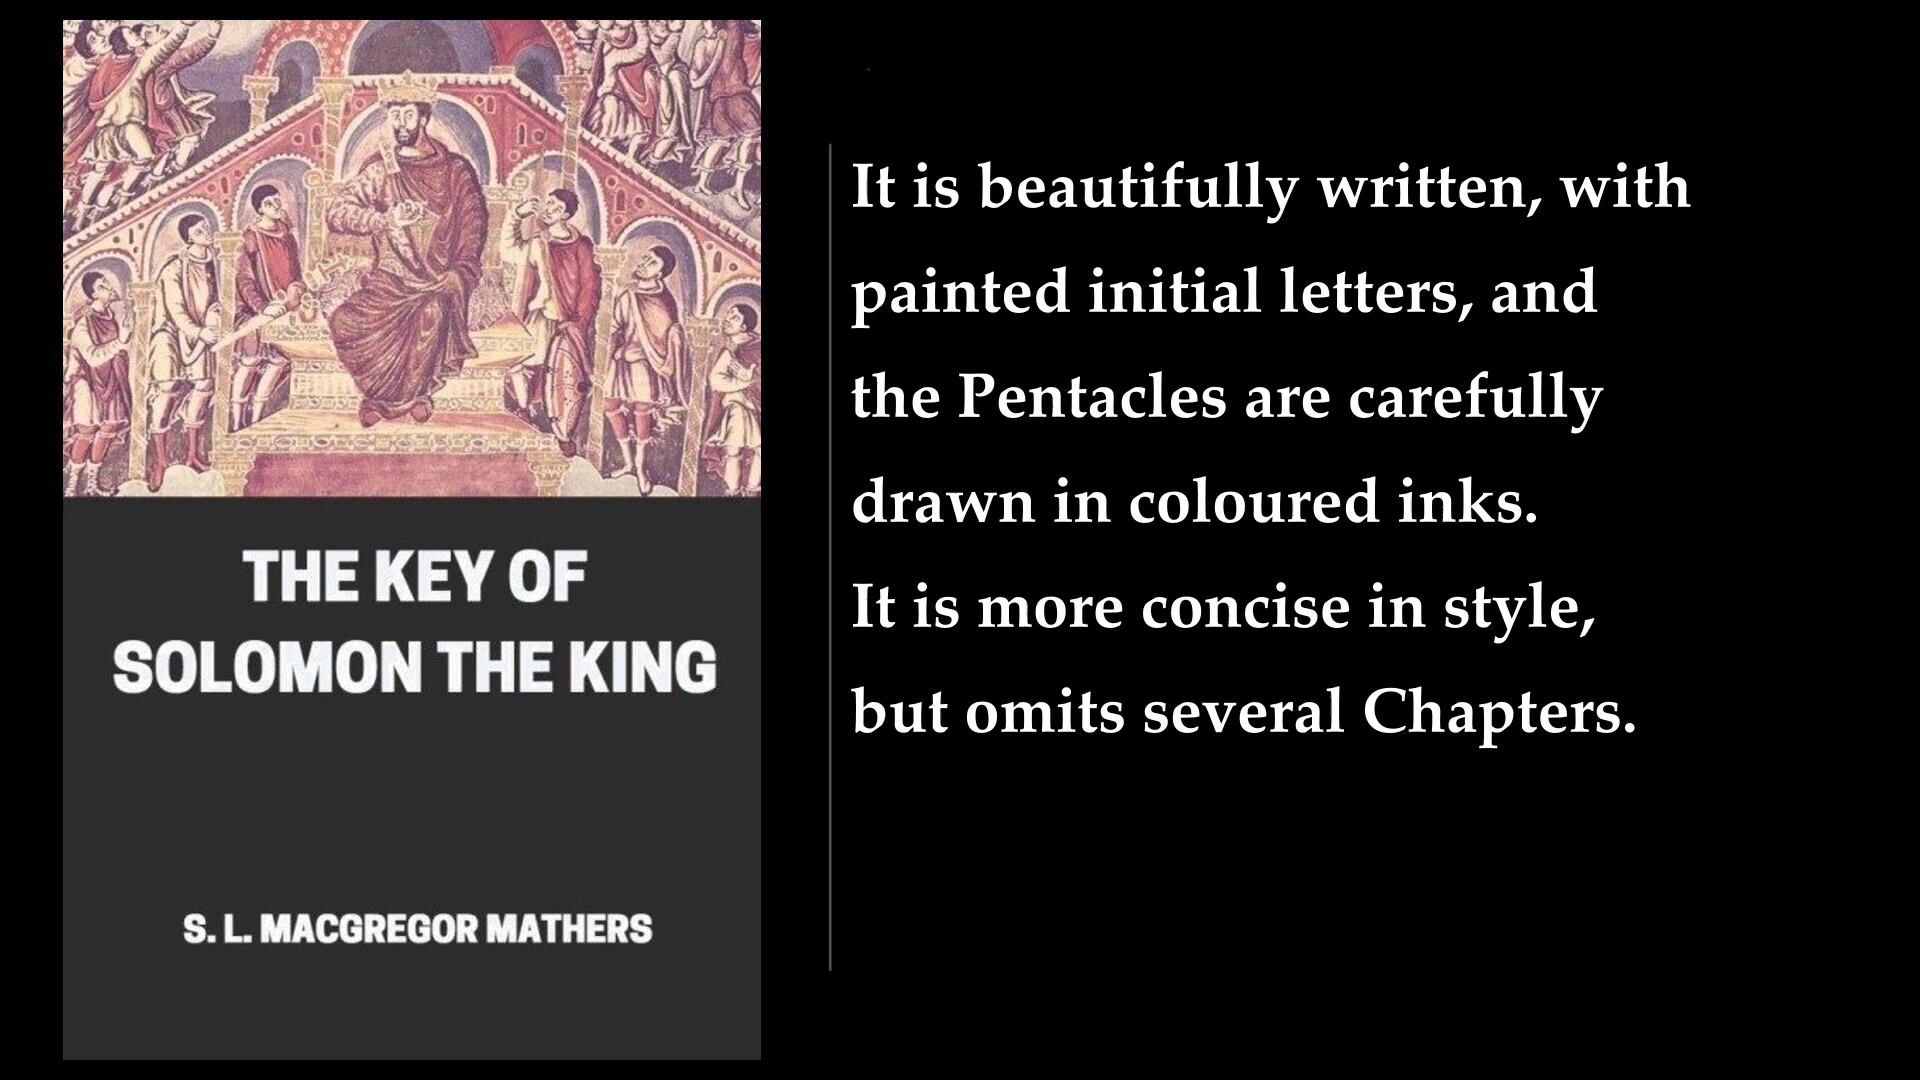 THE KEY OF
SOLOMON THE KING
S. L. MACGREGOR MATHERS
It is beautifully written, with
painted initial letters, and
the Pentacles are carefully
drawn in coloured inks.
It is more concise in style,
but omits several Chapters.